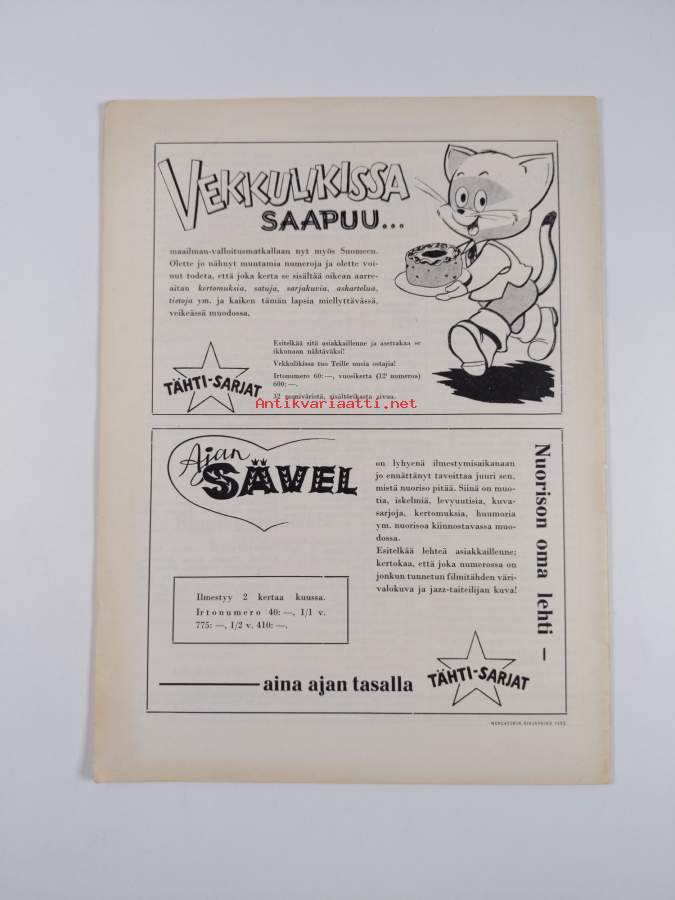 VEKKULIKISSA
SAAPUU...
maailman-valloitusmatkallaan nyt myös Suomeen.
Olette jo nähnyt muutamia numeroja ja olette voi-
nut todeta, että joka kerta se sisältää oikean aarre-
aitan kertomuksia, satuja, sarjakuvia, askartelua,
tietoja ym. ja kaiken tämän lapsia miellyttävässä,
veikeässä muodossa.
Esitelkää sitä asiakkaillenne ja asettakaa se
ikkunaan nähtäväksi!
Vekkulikissa tuo Teille uusia ostajia!
Irtonumero 60:—, vuosikerta (12 numeroa)
600:—.
32 moniväristä, sisältörikasta sivua.
TÄHTI-SARJAT
Antikvariaatti.net
Ajan
SÄVEL
on lyhyenä ilmestymisaikanaan
jo ennättänyt tavoittaa juuri sen,
mistä nuoriso pitää. Siinä on muo-
tia, iskelmiä, levyuutisia, kuva-
sarjoja, kertomuksia, huumoria
ym. nuorisoa kiinnostavassa muo-
dossa.
Esitelkää lehteä asiakkaillenne;
kertokaa, että joka numerossa on
jonkun tunnetun filmitähden väri-
valokuva ja jazz-taiteilijan kuva!
Nuorison oma lehti —
Ilmestyy 2 kertaa kuussa.
Irtonumero 40:—, 1/1 v.
775:—, 1/2 v. 410:—.
aina ajan tasalla
TÄHTI-SARJAT
MERCATORIN KIRJAPAINO